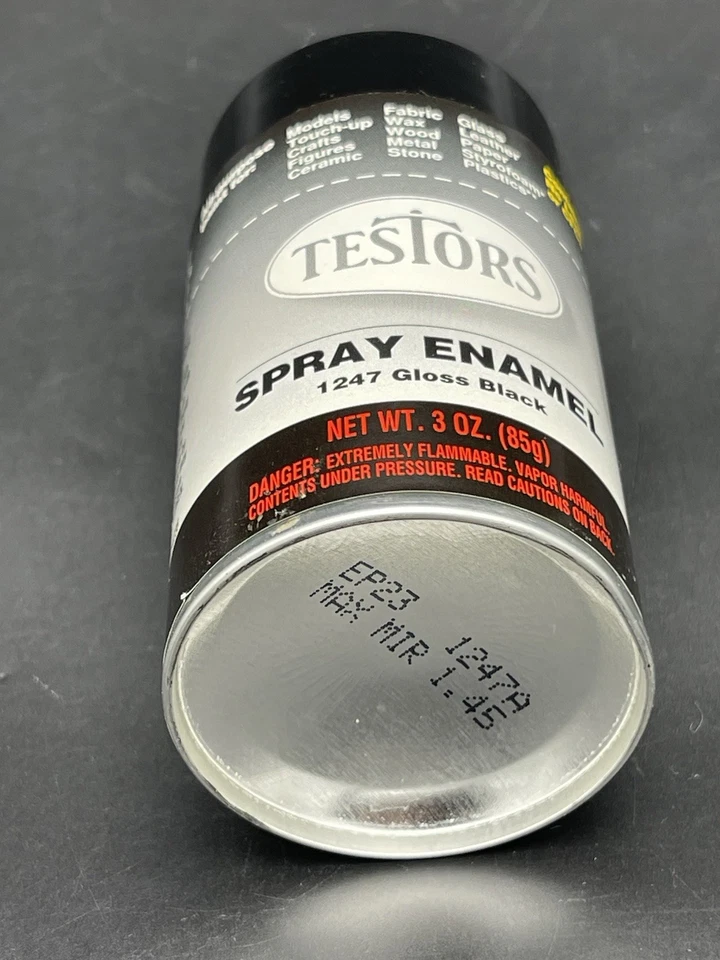 Models
Touch-up
Crafts
Figures
Ceramic
Fabric
Wax
Wood
Metal
Stone
Glass
Leather
Paper
Styrofoam*
Plastics**
TESTORS
SPRAY ENAMEL
1247 Gloss Black
NET WT. 3 OZ. (85g)
DANGER: EXTREMELY FLAMMABLE. VAPOR HARMFUL.
CONTENTS UNDER PRESSURE. READ CAUTIONS ON BACK.
EP23 1247A
MAX MIR 1.45